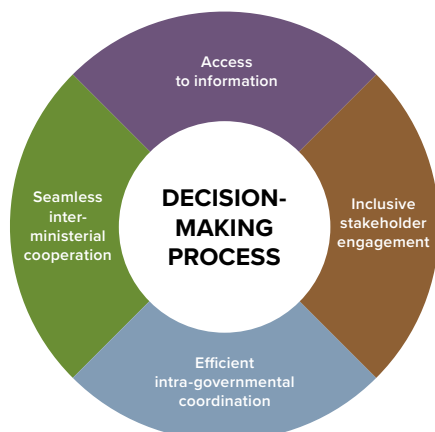 Access
to information
Seamless
inter-
ministerial
cooperation
DECISION-
MAKING
PROCESS
Inclusive
stakeholder
engagement
Efficient
intra-governmental
coordination